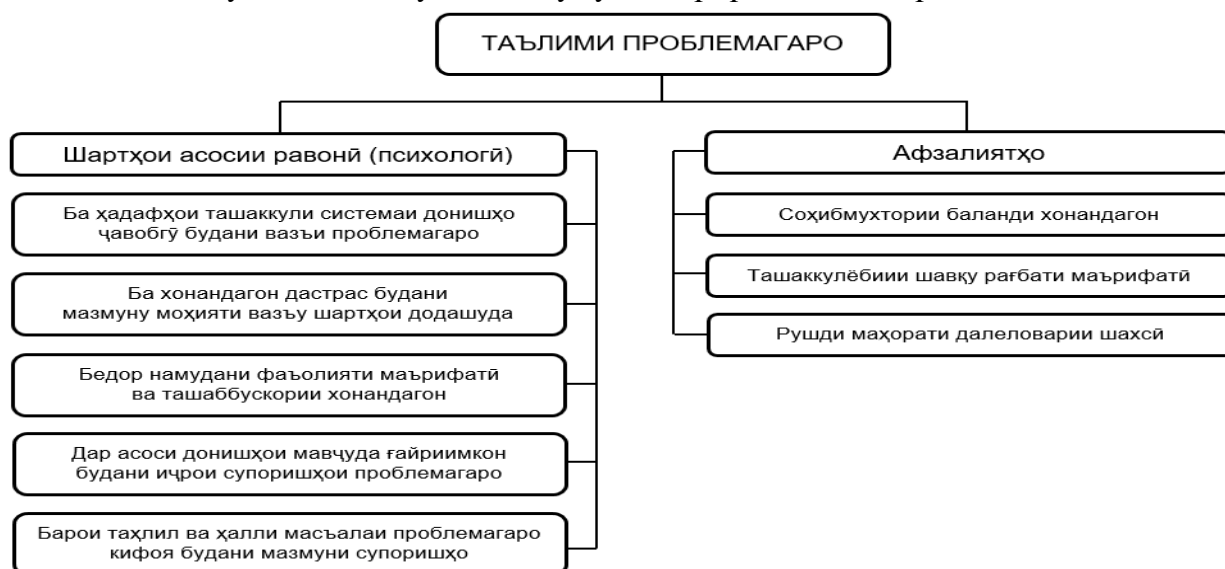 ТАЪЛИМИ ПРОБЛЕМАГАРО
Шартҳои асосии равонӣ (психологӣ)
Ба ҳадафҳои ташаккули системаи донишҳо
ҷавобгӯ будани вазъи проблемагаро
Ба хонандагон дастрас будани
мазмуну моҳияти вазъу шартҳои додашуда
Бедор намудани фаъолияти маърифатӣ
ва ташаббускории хонандагон
Дар асоси донишҳои мавҷуда ғайриимкон
будани иҷрои супоришҳои проблемагаро
Барои таҳлил ва ҳалли масъалаи проблемагаро
кифоя будани мазмуни супоришҳо
Афзалиятҳо
Соҳибмухтории баланди хонандагон
Ташаккулёбиии шавқу рағбати маърифатӣ
Рушди маҳорати далеловарии шахсӣ